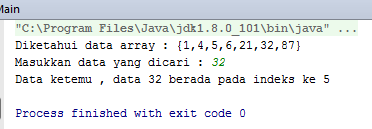 Main
"C:\Program Files\Java\jdk1.8.0_101\bin\java" ...
Diketahui data array : {1,4,5,6,21,32,87}
Masukkan data yang dicari : 32
Data ketemu , data 32 berada pada indeks ke 5
Process finished with exit code 0